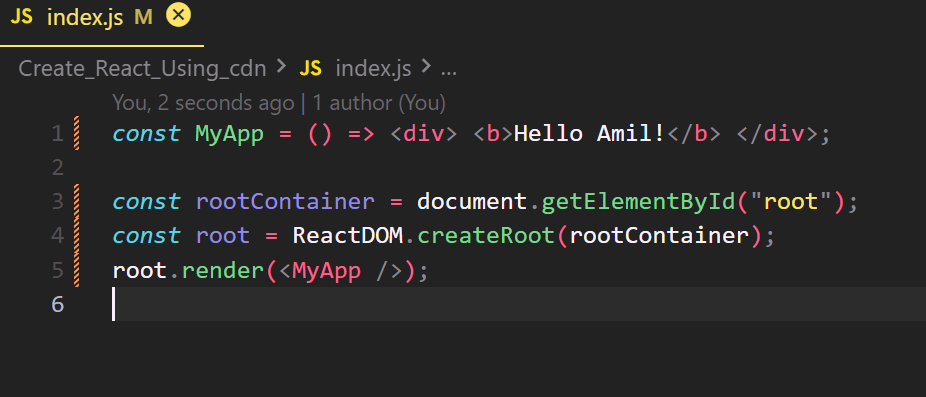 JS index.js M
Create_React_Using_cdn > JS index.js > ...
You, 2 seconds ago | 1 author (You)
1 const MyApp = () => <div> <b>Hello Amil!</b> </div>;
2
3 const rootContainer = document.getElementById("root");
4 const root = ReactDOM.createRoot(rootContainer);
5 root.render(<MyApp />);
6